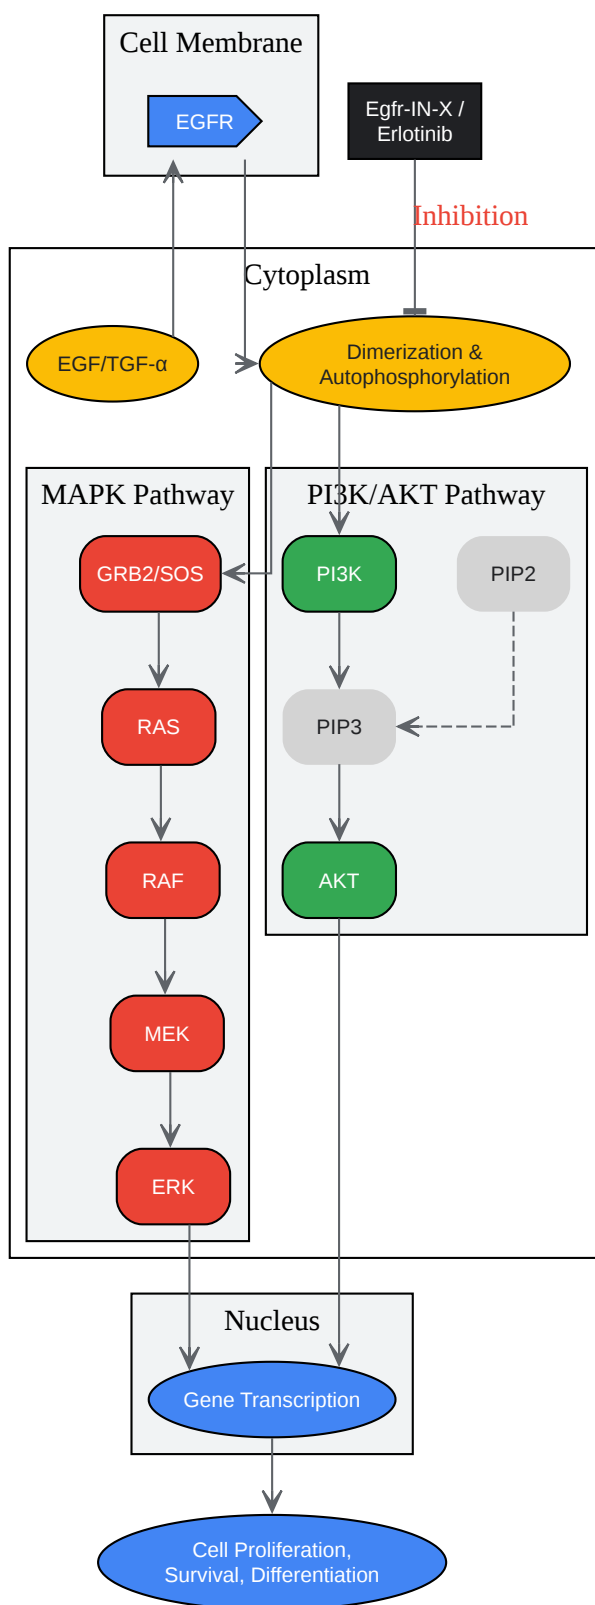 Cell Membrane
EGFR
Egfr-IN-X /
Erlotinib
Inhibition
Cytoplasm
EGF/TGF-α
Dimerization &
Autophosphorylation
MAPK Pathway
PI3K/AKT Pathway
GRB2/SOS
PI3K
PIP2
RAS
PIP3
RAF
AKT
MEK
ERK
Nucleus
Gene Transcription
Cell Proliferation,
Survival, Differentiation